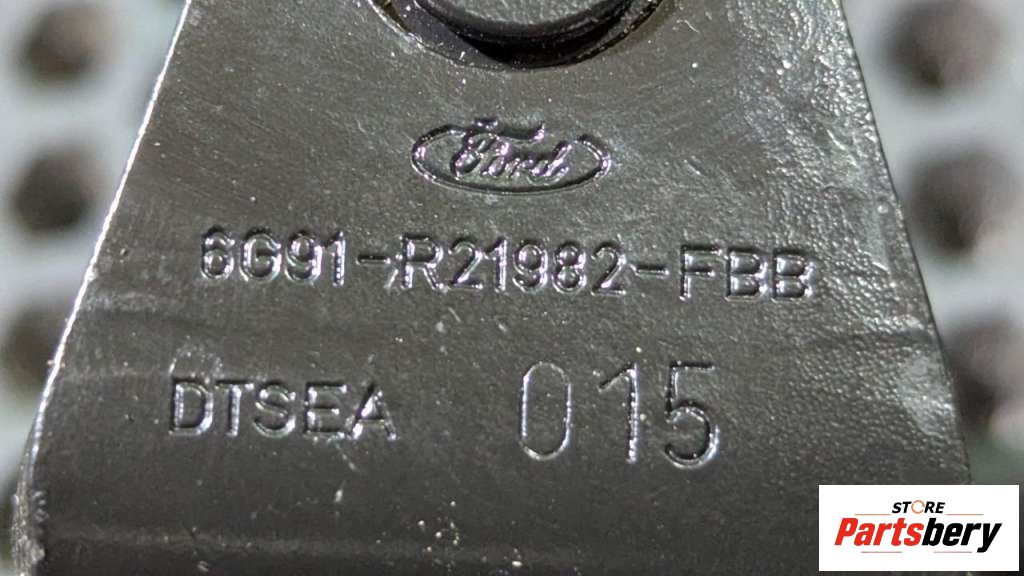 Ford
6G91-R21982-FBB
DTSEA 015
STORE
Partsbery